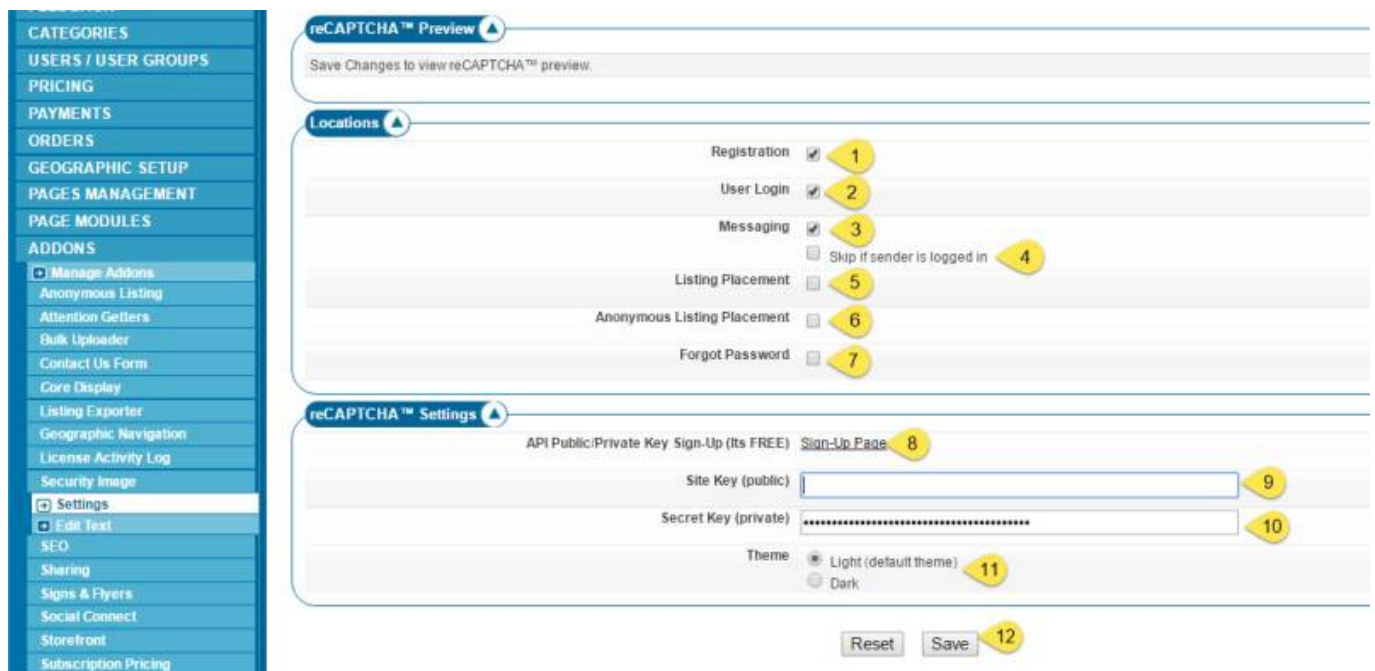 CATEGORIES
USERS / USER GROUPS
PRICING
PAYMENTS
ORDERS
GEOGRAPHIC SETUP
PAGES MANAGEMENT
PAGE MODULES
ADDONS
Manage Addons
Anonymous Listing
Attention Getters
Bulk Uploader
Contact Us Form
Core Display
Listing Exporter
Geographic Navigation
License Activity Log
Security Image
Settings
Edit Text
SEO
Sharing
Signs & Flyers
Social Connect
Storefront
Subscription Pricing
reCAPTCHA™ Preview
Save Changes to view reCAPTCHA™ preview.
Locations
Registration 1
User Login 2
Messaging 3
Skip if sender is logged in 4
Listing Placement 5
Anonymous Listing Placement 6
Forgot Password 7
reCAPTCHA™ Settings
API Public/Private Key Sign-Up (Its FREE) Sign-Up Page 8
Site Key (public) 9
Secret Key (private) 10
Theme Light (default theme) 11
Dark
Reset Save 12